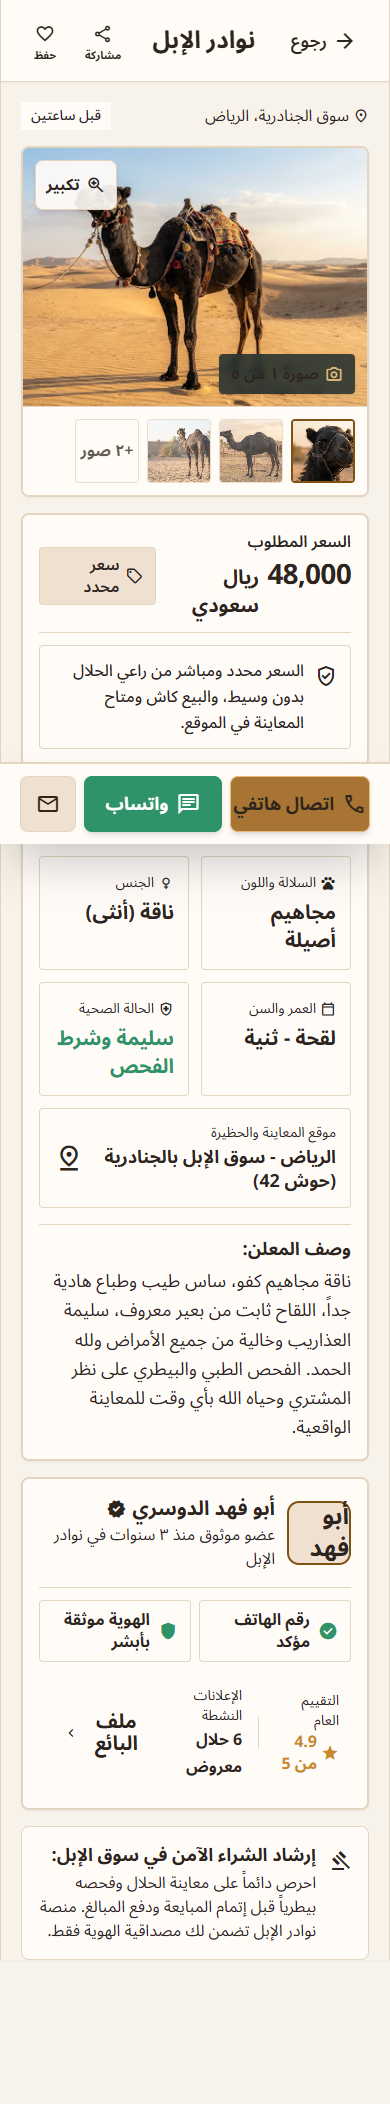 رجوع
نوادر الإبل
مشاركة
حفظ
سوق الجنادرية، الرياض
قبل ساعتين
تكبير
صورة ١ من ٥
+٢ صور
السعر المطلوب
48,000 ريال
سعودي
سعر
محدد
السعر محدد ومباشر من راعي الحلال
بدون وسيط، والبيع كاش ومتاح
المعاينة في الموقع.
اتصال هاتفي
واتساب
السلالة واللون
مجاهيم
أصيلة
الجنس
ناقة (أنثى)
العمر والسن
لقحة - ثنية
الحالة الصحية
سليمة وشرط
الفحص
موقع المعاينة والحظيرة
الرياض - سوق الإبل بالجنادرية
(حوش 42)
وصف المعلن:
ناقة مجاهيم كفو، ساس طيب وطباع هادية
جداً، اللقاح ثابت من بعير معروف، سليمة
العذاريب وخالية من جميع الأمراض ولله
الحمد. الفحص الطبي والبيطري على نظر
المشتري وحياه الله بأي وقت للمعاينة
الواقعية.
أبو
فهد
أبو فهد الدوسري
عضو موثوق منذ ٣ سنوات في نوادر
الإبل
رقم الهاتف
مؤكد
الهوية موثقة
بأبشر
التقييم
العام
4.9
من 5
الإعلانات
النشطة
6 حلال
معروض
ملف
البائع
إرشاد الشراء الآمن في سوق الإبل:
احرص دائماً على معاينة الحلال وفحصه
بيطرياً قبل إتمام المبايعة ودفع المبالغ. منصة
نوادر الإبل تضمن لك مصداقية الهوية فقط.